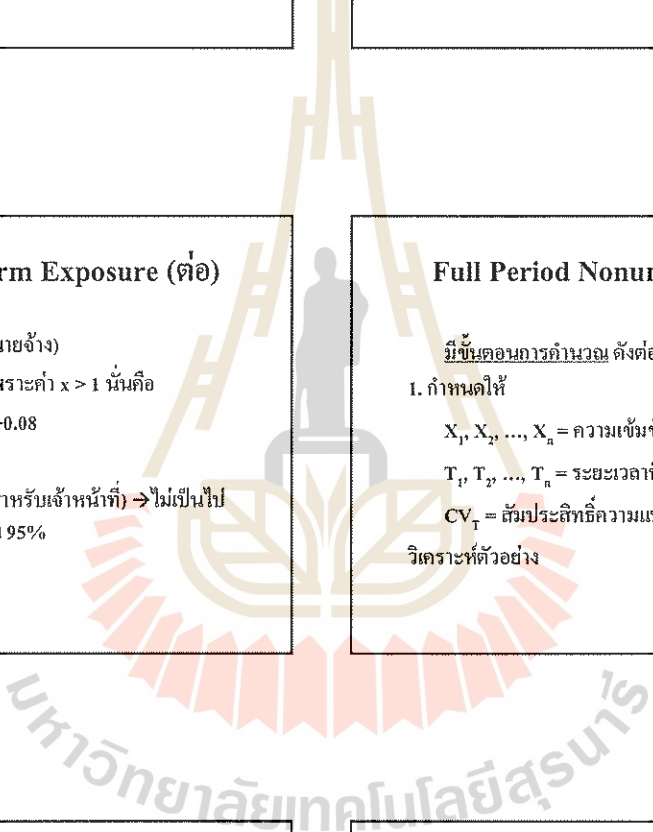 rm Exposure (ต่อ)
ายจ้าง)
พราะค่า x > 1 นั่นคือ
-0.08
าหรับเจ้าหน้าที่) →ไม่เป็นไป
95%
Full Period Nonu
มีขั้นตอนการคำนวณ ดังต่อ
1. กำหนดให้
X₁, X₂, ..., Xₙ = ความเข้มข้
T₁, T₂, ..., Tₙ = ระยะเวลาที่
CV_T = สัมประสิทธิ์ความแป
วิเคราะห์ตัวอย่าง
มหาวิทยาลัยเทคโนโลยีสุรนารี